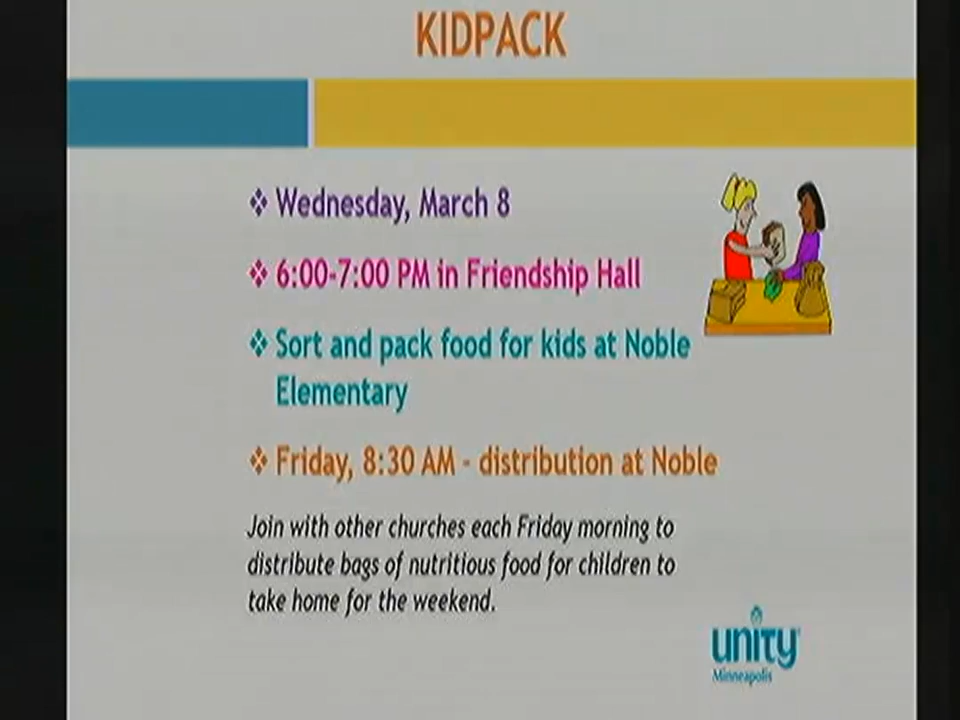 KIDPACK
❖ Wednesday, March 8
❖ 6:00-7:00 PM in Friendship Hall
❖ Sort and pack food for kids at Noble
Elementary
❖ Friday, 8:30 AM - distribution at Noble
Join with other churches each Friday morning to
distribute bags of nutritious food for children to
take home for the weekend.
unity
Minneapolis